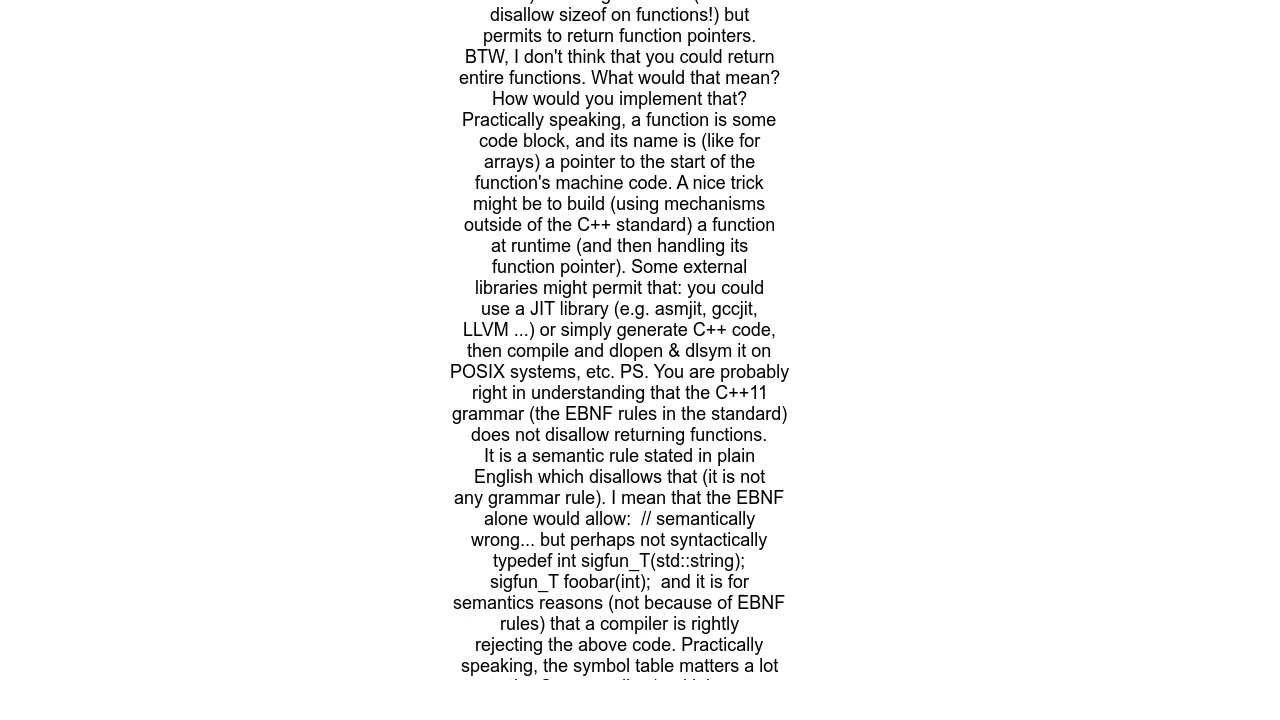 disallow sizeof on functions!) but
permits to return function pointers.
BTW, I don't think that you could return
entire functions. What would that mean?
How would you implement that?
Practically speaking, a function is some
code block, and its name is (like for
arrays) a pointer to the start of the
function's machine code. A nice trick
might be to build (using mechanisms
outside of the C++ standard) a function
at runtime (and then handling its
function pointer). Some external
libraries might permit that: you could
use a JIT library (e.g. asmjit, gccjit,
LLVM ...) or simply generate C++ code,
then compile and dlopen & dlsym it on
POSIX systems, etc. PS. You are probably
right in understanding that the C++11
grammar (the EBNF rules in the standard)
does not disallow returning functions.
It is a semantic rule stated in plain
English which disallows that (it is not
any grammar rule). I mean that the EBNF
alone would allow:  // semantically
wrong... but perhaps not syntactically
typedef int sigfun_T(std::string);
sigfun_T foobar(int);  and it is for
semantics reasons (not because of EBNF
rules) that a compiler is rightly
rejecting the above code. Practically
speaking, the symbol table matters a lot